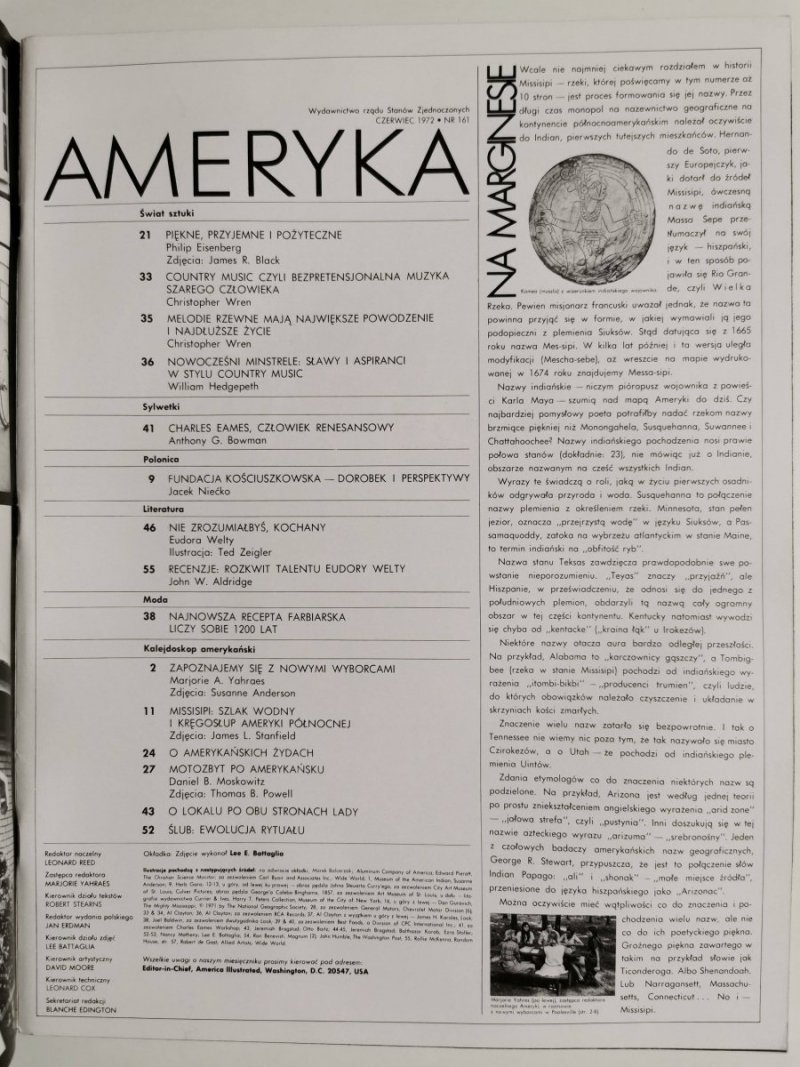 Wydawnictwo rządu Stanów Zjednoczonych
CZERWIEC 1972 • NR 161
AMERYKA
Świat sztuki
21 PIĘKNE, PRZYJEMNE I POŻYTECZNE
Philip Eisenberg
Zdjęcia: James R. Black
33 COUNTRY MUSIC CZYLI BEZPRETENSJONALNA MUZYKA
SZAREGO CZŁOWIEKA
Christopher Wren
35 MELODIE RZEWNE MAJĄ NAJWIĘKSZE POWODZENIE
I NAJDŁUŻSZE ŻYCIE
Christopher Wren
36 NOWOCZEŚNI MINSTRELE: SŁAWY I ASPIRANCI
W STYLU COUNTRY MUSIC
William Hedgepeth
Sylwetki
41 CHARLES EAMES, CZŁOWIEK RENESANSOWY
Anthony G. Bowman
Polonica
9 FUNDACJA KOŚCIUSZKOWSKA — DOROBEK I PERSPEKTYWY
Jacek Niećko
Literatura
46 NIE ZROZUMIAŁBYŚ, KOCHANY
Eudora Welty
Ilustracja: Ted Zeigler
55 RECENZJE: ROZKWIT TALENTU EUDORY WELTY
John W. Aldridge
Moda
38 NAJNOWSZA RECEPTA FARBIARSKA
LICZY SOBIE 1200 LAT
Kalejdoskop amerykański
2 ZAPOZNAJEMY SIĘ Z NOWYMI WYBORCAMI
Marjorie A. Yahraes
Zdjęcia: Susanne Anderson
11 MISSISIPI: SZLAK WODNY
I KRĘGOSŁUP AMERYKI PÓŁNOCNEJ
Zdjęcia: James L. Stanfield
24 O AMERYKAŃSKICH ŻYDACH
27 MOTOZBYT PO AMERYKAŃSKU
Daniel B. Moskowitz
Zdjęcia: Thomas B. Powell
43 O LOKALU PO OBU STRONACH LADY
52 ŚLUB: EWOLUCJA RYTUAŁU
Redaktor naczelny
LEONARD REED
Zastępca redaktora
MARJORIE YAHRAES
Kierownik działu tekstów
ROBERT STEARNS
Redaktor wydania polskiego
JAN ERDMAN
Kierownik działu zdjęć
LEE BATTAGLIA
Kierownik artystyczny
DAVID MOORE
Kierownik techniczny
LEONARD COX
Sekretariat redakcji
BLANCHE EDINGTON
Okładka: Zdjęcie wykonał Lee E. Battaglia
Ilustracje pochodzą z następujących źródeł:
Wszelkie uwagi o naszym miesięczniku prosimy kierować pod adresem:
Editor-in-Chief, America Illustrated, Washington, D.C. 20547, USA
NA MARGINESIE
Wcale nie najmniej ciekawym rozdziałem w historii
Missisipi — rzeki, której poświęcamy w tym numerze aż
10 stron — jest proces formowania się jej nazwy. Przez
długi czas monopol na nazewnictwo geograficzne na
kontynencie północnoamerykańskim należał oczywiście
do Indian, pierwszych tutejszych mieszkańców. Hernan-
do de Soto, pierw-
szy Europejczyk, ja-
ki dotarł do źródeł
Missisipi, ówczesną
nazwę indiańską
Massa Sepe prze-
tłumaczył na swój
język — hiszpański,
i w ten sposób po-
jawiła się Rio Gran-
de, czyli Wielka
Kamea (muszla) z wizerunkiem indiańskiego wojownika
Rzeka. Pewien misjonarz francuski uważał jednak, że nazwa ta
powinna przyjąć się w formie, w jakiej wymawiali ją jego
podopieczni z plemienia Siuksów. Stąd datująca się z 1665
roku nazwa Mes-sipi. W kilka lat później i ta wersja uległa
modyfikacji (Mescha-sebe), aż wreszcie na mapie wydruko-
wanej w 1674 roku znajdujemy Messa-sipi.
Nazwy indiańskie — niczym pióropusz wojownika z powieś-
ci Karla Maya — szumią nad mapą Ameryki do dziś. Czy
najbardziej pomysłowy poeta potrafiłby nadać rzekom nazwy
brzmiące piękniej niż Monongahela, Susquehanna, Suwannee i
Chattahoochee? Nazwy indiańskiego pochodzenia nosi prawie
połowa stanów (dokładnie: 23), nie mówiąc już o Indianie,
obszarze nazwanym na cześć wszystkich Indian.
Wyrazy te świadczą o roli, jaką w życiu pierwszych osadni-
ków odgrywała przyroda i woda. Susquehanna to połączenie
nazwy plemienia z określeniem rzeki. Minnesota, stan pełen
jezior, oznacza „przejrzystą wodę” w języku Siuksów, a Pas-
samaquoddy, zatoka na wybrzeżu atlantyckim w stanie Maine,
to termin indiański na „obfitość ryb”.
Nazwa stanu Teksas zawdzięcza prawdopodobnie swe po-
wstanie nieporozumieniu. „Teyas” znaczy „przyjaźń”, ale
Hiszpanie, w przeświadczeniu, że odnosi się do jednego z
południowych plemion, obdarzyli tą nazwą cały ogromny
obszar w tej części kontynentu. Kentucky natomiast wywodzi
się chyba od „kentacke” („kraina łąk” u Irokezów).
Niektóre nazwy otacza aura bardzo odległej przeszłości.
Na przykład, Alabama to „karczownicy gąszczy”, a Tombig-
bee (rzeka w stanie Missisipi) pochodzi od indiańskiego wy-
rażenia „itombi-bikbi” — „producenci trumien”, czyli ludzie,
do których obowiązków należało czyszczenie i układanie w
skrzyniach kości zmarłych.
Znaczenie wielu nazw zatarło się bezpowrotnie. I tak o
Tennessee nie wiemy nic poza tym, że tak nazywało się miasto
Czirokezów, a o Utah — że pochodzi od indiańskiego ple-
mienia Uintów.
Zdania etymologów co do znaczenia niektórych nazw są
podzielone. Na przykład, Arizona jest według jednej teorii
po prostu zniekształceniem angielskiego wyrażenia „arid zone”
— „jałowa strefa”, czyli „pustynia”. Inni doszukują się w tej
nazwie azteckiego wyrazu „arizuma” — „srebronośny”. Jeden
z czołowych badaczy amerykańskich nazw geograficznych,
George R. Stewart, przypuszcza, że jest to połączenie słów
Indian Papago: „ali” i „shonak” — „małe miejsce źródła”,
przeniesione do języka hiszpańskiego jako „Arizonac”.
Można oczywiście mieć wątpliwości co do znaczenia i po-
chodzenia wielu nazw, ale nie
co do ich poetyckiego piękna.
Groźnego piękna zawartego w
takim na przykład słowie jak
Ticonderoga. Albo Shenandoah.
Lub Narragansett, Massachu-
setts, Connecticut... No i —
Missisipi.
Marjorie Yahres (po lewej), zastępca redaktora
naczelnego Ameryki, w rozmowie
z nowymi wyborcami w Poolesville (str. 2-8)